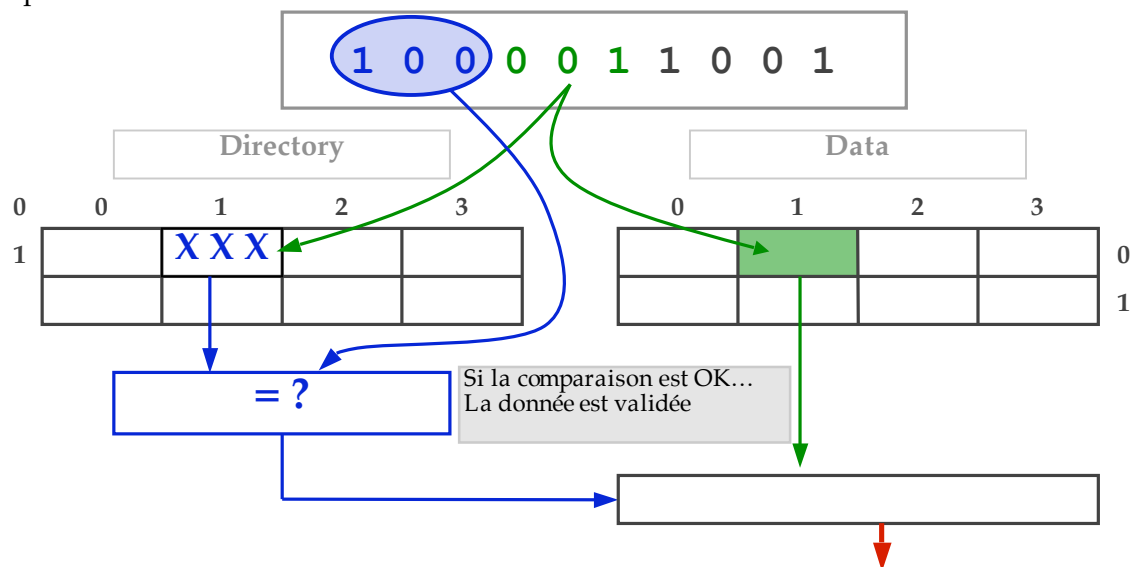 1 0 0 0 0 1 1 0 0 1
Directory
Data
0 0 1 2 3
0 1 2 3
1 X X X
0
1
= ?
Si la comparaison est OK…
La donnée est validée